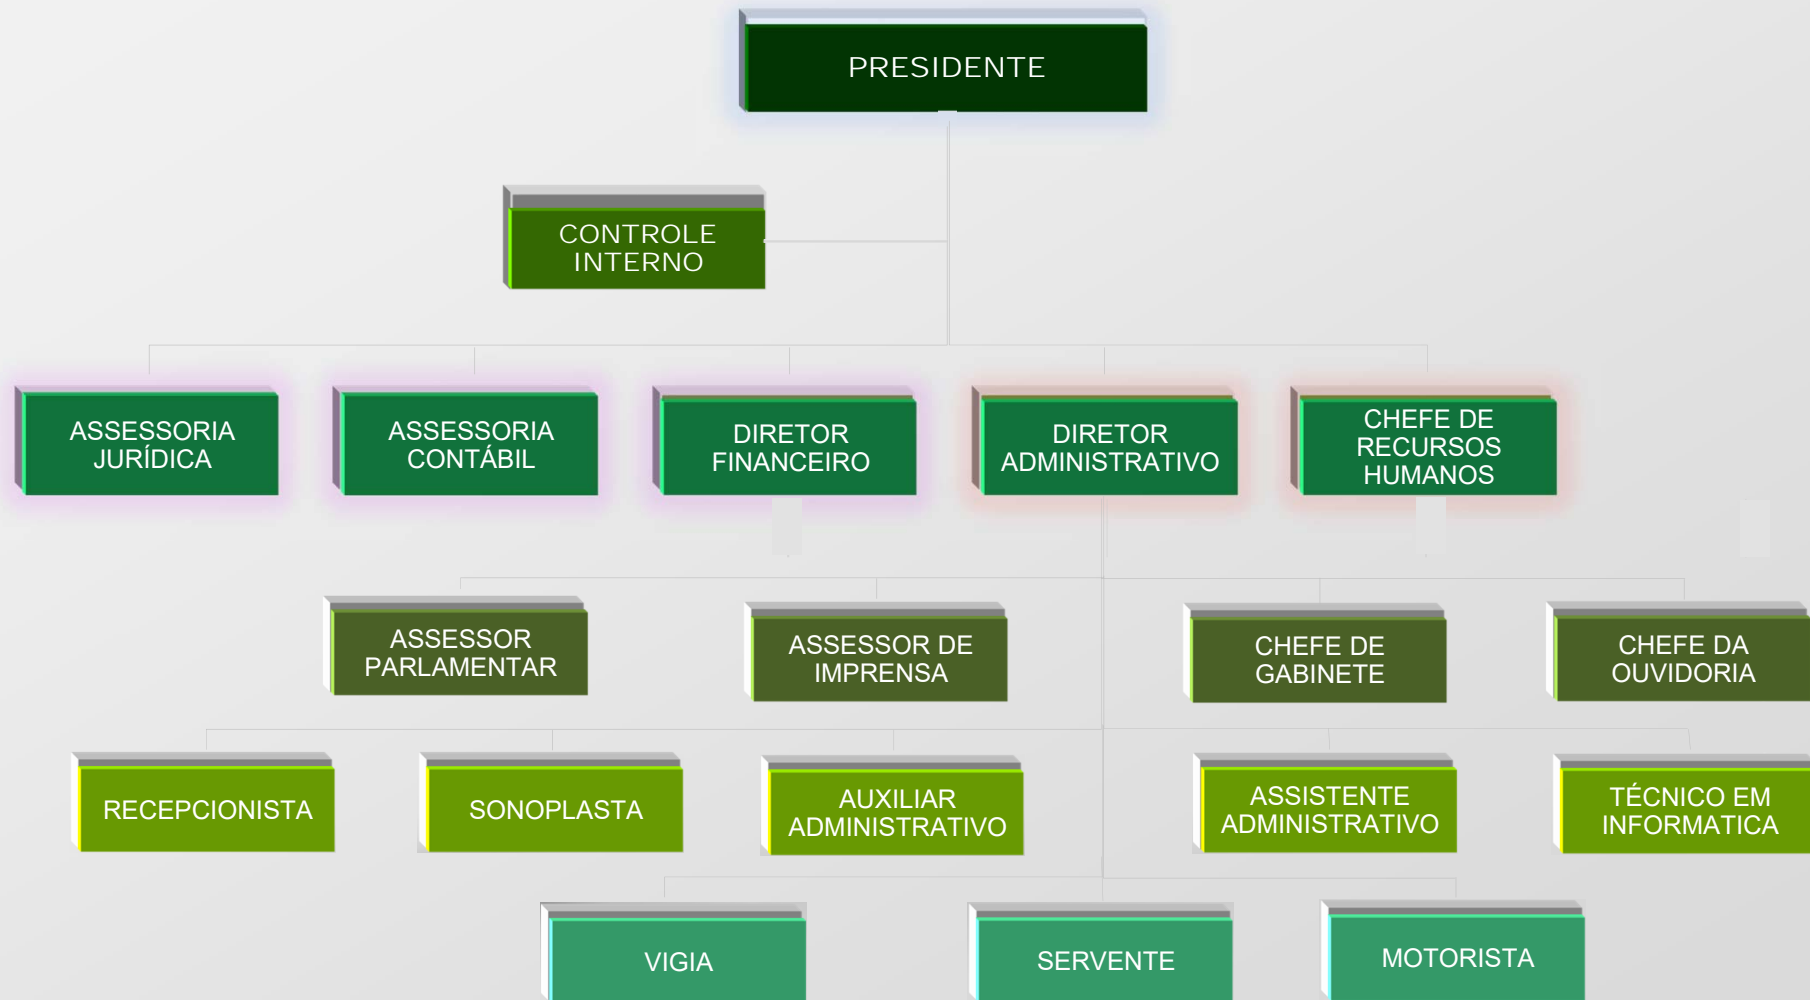 PRESIDENTE
CONTROLE
INTERNO
ASSESSORIA
JURÍDICA
ASSESSORIA
CONTÁBIL
DIRETOR
FINANCEIRO
DIRETOR
ADMINISTRATIVO
CHEFE DE
RECURSOS
HUMANOS
ASSESSOR
PARLAMENTAR
ASSESSOR DE
IMPRENSA
CHEFE DE
GABINETE
CHEFE DA
OUVIDORIA
RECEPCIONISTA
SONOPLASTA
AUXILIAR
ADMINISTRATIVO
ASSISTENTE
ADMINISTRATIVO
TÉCNICO EM
INFORMATICA
VIGIA
SERVENTE
MOTORISTA